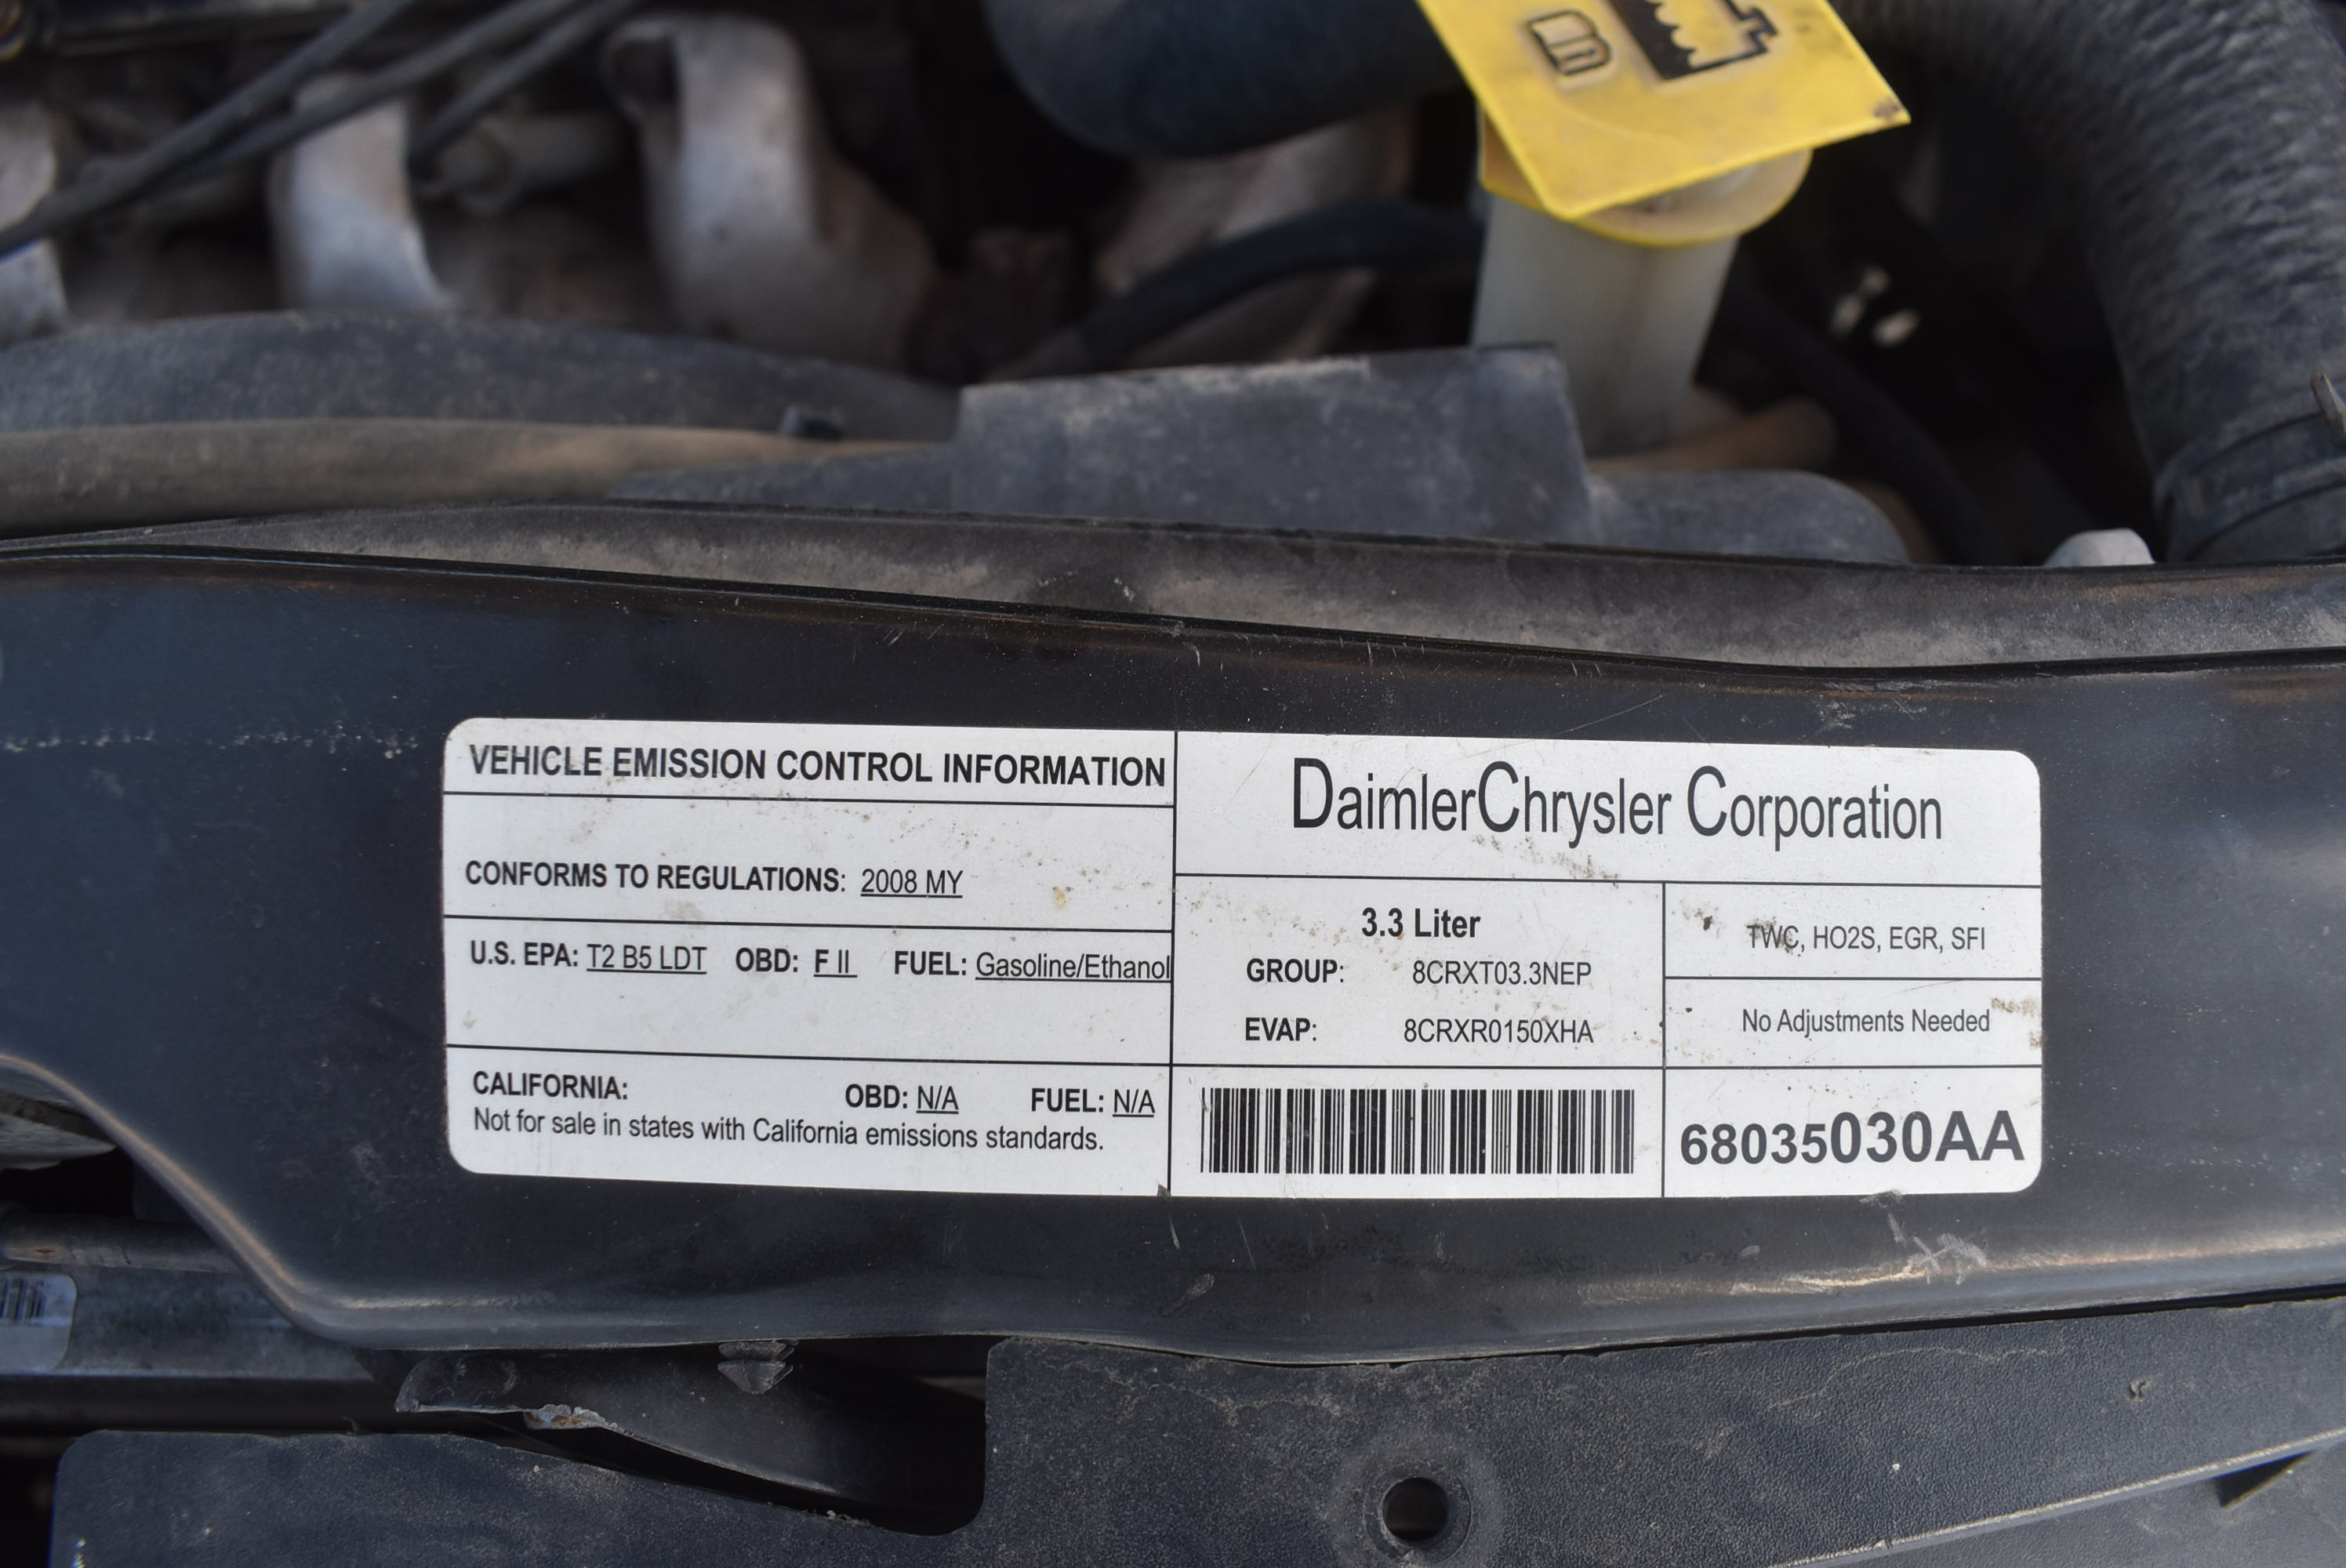 VEHICLE EMISSION CONTROL INFORMATION
CONFORMS TO REGULATIONS: 2008 MY
U.S. EPA: T2 B5 LDT OBD: F II FUEL: Gasoline/Ethanol
CALIFORNIA: OBD: N/A FUEL: N/A
Not for sale in states with California emissions standards.
DaimlerChrysler Corporation
3.3 Liter
GROUP: 8CRXT03.3NEP
EVAP: 8CRXR0150XHA
TWC, HO2S, EGR, SFI
No Adjustments Needed
68035030AA